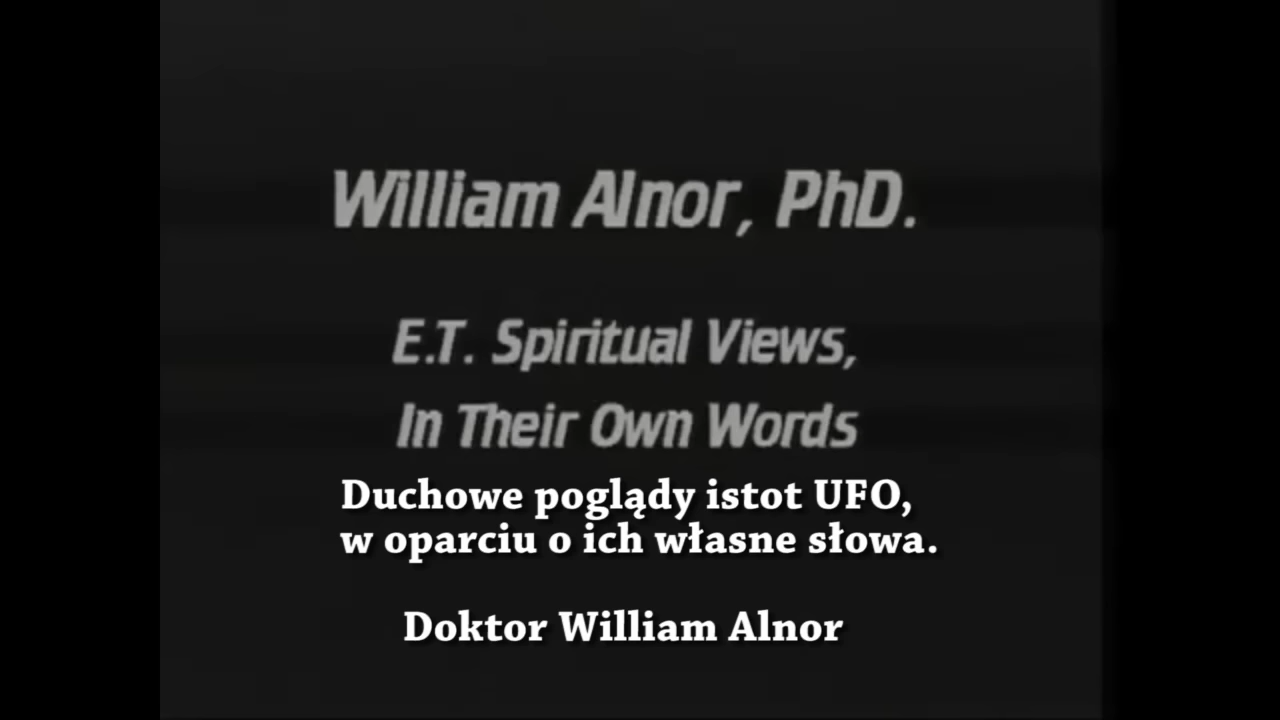 William Alnor, PhD.
E.T. Spiritual Views,
In Their Own Words
Duchowe poglądy istot UFO,
w oparciu o ich własne słowa.
Doktor William Alnor